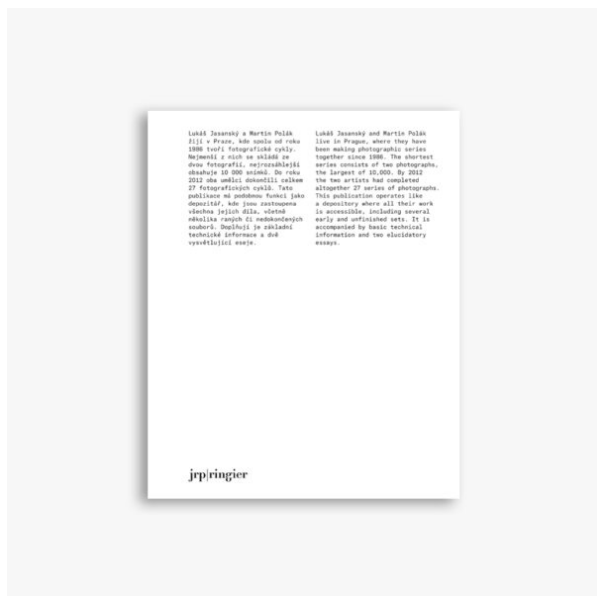 Lukáš Jasanský a Martin Polák
žijí v Praze, kde spolu od roku
1986 tvoří fotografické cykly.
Nejmenší z nich se skládá ze
dvou fotografií, nejrozsáhlejší
obsahuje 10 000 snímků. Do roku
2012 oba umělci dokončili celkem
27 fotografických cyklů. Tato
publikace má podobnou funkci jako
depozitář, kde jsou zastoupena
všechna jejich díla, včetně
několika raných či nedokončených
souborů. Doplňují je základní
technické informace a dvě
vysvětlující eseje.
Lukáš Jasanský and Martin Polák
live in Prague, where they have
been making photographic series
together since 1986. The shortest
series consists of two photographs,
the largest of 10,000. By 2012
the two artists had completed
altogether 27 series of photographs.
This publication operates like
a depository where all their work
is accessible, including several
early and unfinished sets. It is
accompanied by basic technical
information and two elucidatory
essays.
jrp|ringier